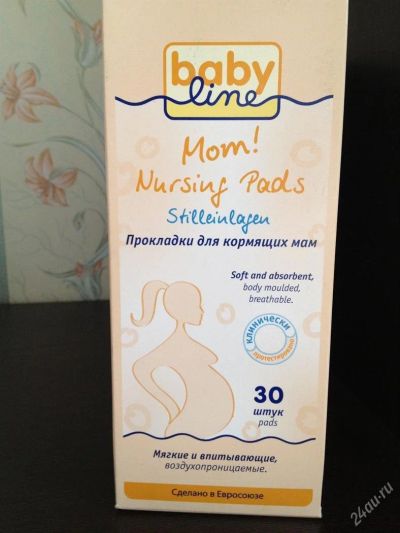 baby
line
Mom!
Nursing Pads
Stilleinlagen
Прокладки для кормящих мам
Soft and absorbent,
body moulded,
breathable.
клинически
протестировано
30
штук
pads
Мягкие и впитывающие,
воздухопроницаемые.
Сделано в Евросоюзе
24au.ru